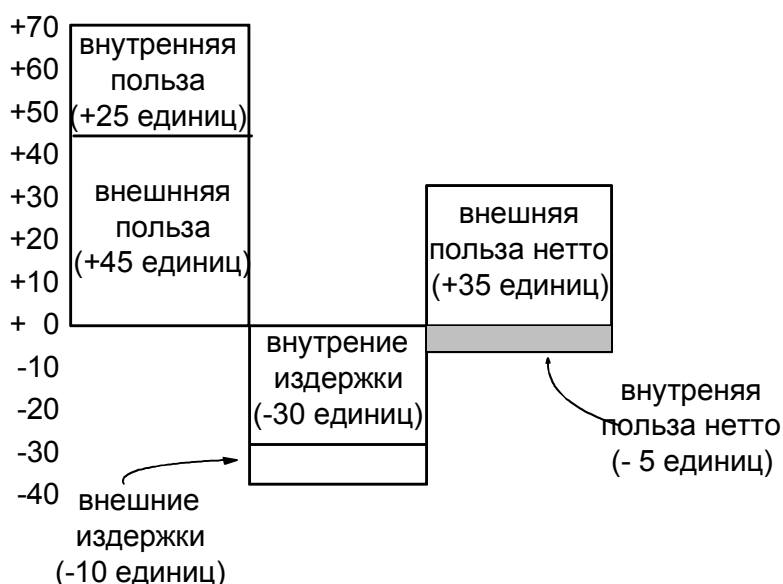 +70
+60
+50
+40
+30
+20
+10
+ 0
-10
-20
-30
-40
внутренняя
польза
(+25 единиц)
внешнняя
польза
(+45 единиц)
внутрение
издержки
(-30 единиц)
внешние
издержки
(-10 единиц)
внешняя
польза нетто
(+35 единиц)
внутреняя
польза нетто
(- 5 единиц)